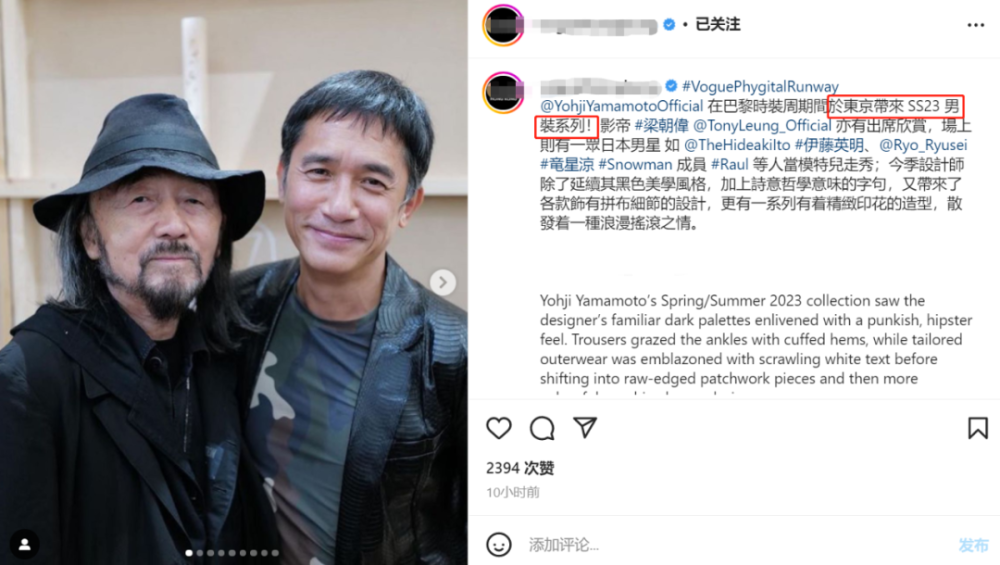 • 已关注
#VoguePhygitalRunway
@YohjiYamamotoOfficial 在巴黎時裝周期間於東京帶來 SS23 男
裝系列！影帝 #梁朝偉 @TonyLeung_Official 亦有出席欣賞，場上
則有一眾日本男星 如 @TheHideakiIto #伊藤英明、@Ryo_Ryusei
#竜星涼 #Snowman 成員 #Raul 等人當模特兒走秀；今季設計師
除了延續其黑色美學風格，加上詩意哲學意味的字句，又帶來了
各款飾有拼布細節的設計，更有一系列有着精緻印花的造型，散
發着一種浪漫搖滾之情。
Yohji Yamamoto’s Spring/Summer 2023 collection saw the
designer’s familiar dark palettes enlivened with a punkish, hipster
feel. Trousers grazed the ankles with cuffed hems, while tailored
outerwear was emblazoned with scrawling white text before
shifting into raw-edged patchwork pieces and then more
2394 次赞
10小时前
添加评论...
发布